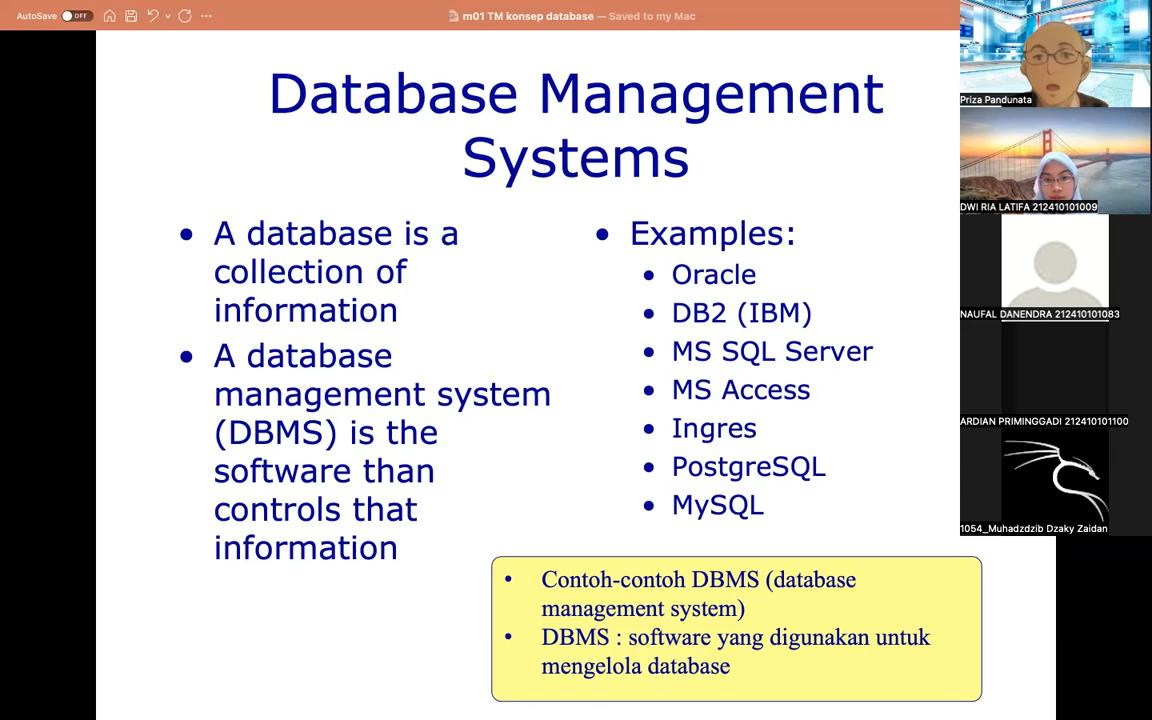 AutoSave OFF
m01 TM konsep database — Saved to my Mac
Database Management
Systems
• A database is a
collection of
information
• A database
management system
(DBMS) is the
software than
controls that
information
• Examples:
• Oracle
• DB2 (IBM)
• MS SQL Server
• MS Access
• Ingres
• PostgreSQL
• MySQL
• Contoh-contoh DBMS (database
management system)
• DBMS : software yang digunakan untuk
mengelola database
Priza Pandunata
DWI RIA LATIFA 212410101009
NAUFAL DANENDRA 212410101083
ARDIAN PRIMINGGADI 212410101100
1054_Muhadzdzib Dzaky Zaidan